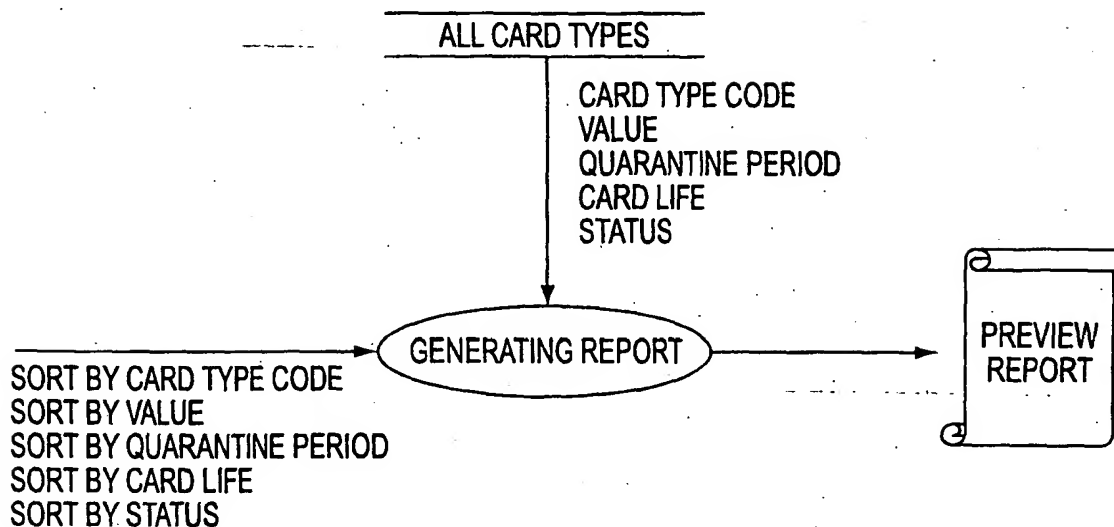 ALL CARD TYPES
CARD TYPE CODE
VALUE
QUARANTINE PERIOD
CARD LIFE
STATUS
GENERATING REPORT
PREVIEW
REPORT
SORT BY CARD TYPE CODE
SORT BY VALUE
SORT BY QUARANTINE PERIOD
SORT BY CARD LIFE
SORT BY STATUS